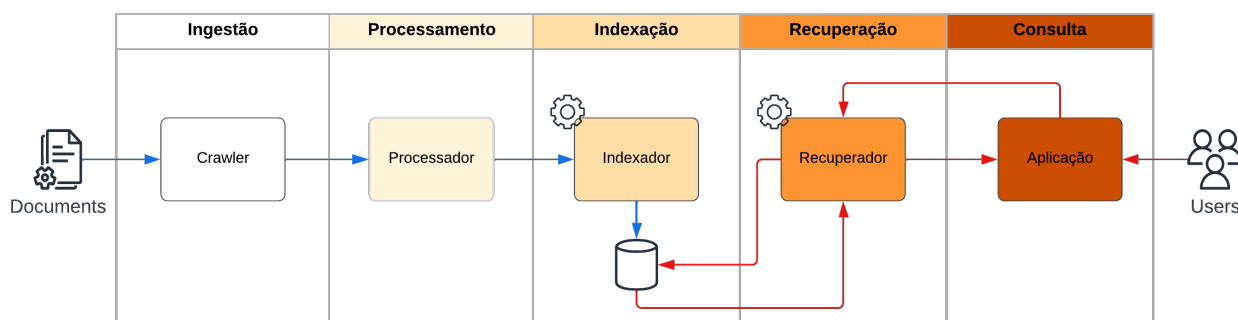 Ingestão
Processamento
Indexação
Recuperação
Consulta
Documents
Crawler
Processador
Indexador
Recuperador
Aplicação
Users